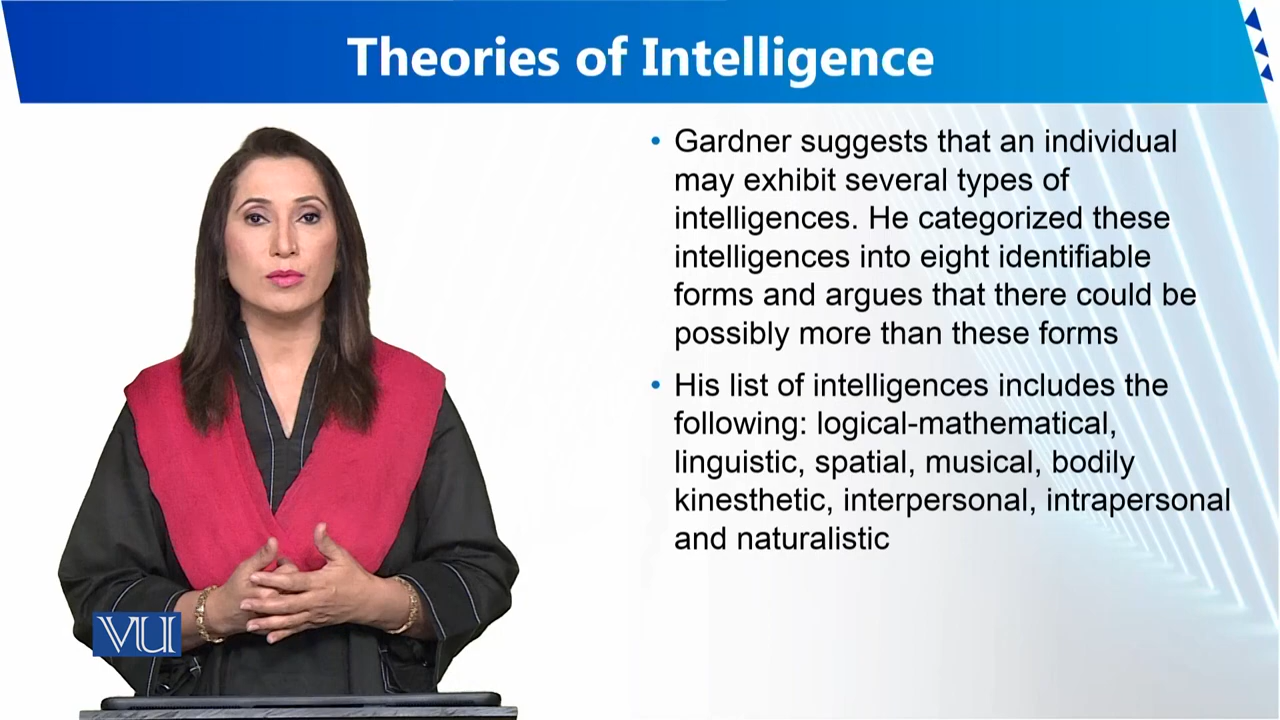 Theories of Intelligence
• Gardner suggests that an individual
may exhibit several types of
intelligences. He categorized these
intelligences into eight identifiable
forms and argues that there could be
possibly more than these forms
• His list of intelligences includes the
following: logical-mathematical,
linguistic, spatial, musical, bodily
kinesthetic, interpersonal, intrapersonal
and naturalistic
VU